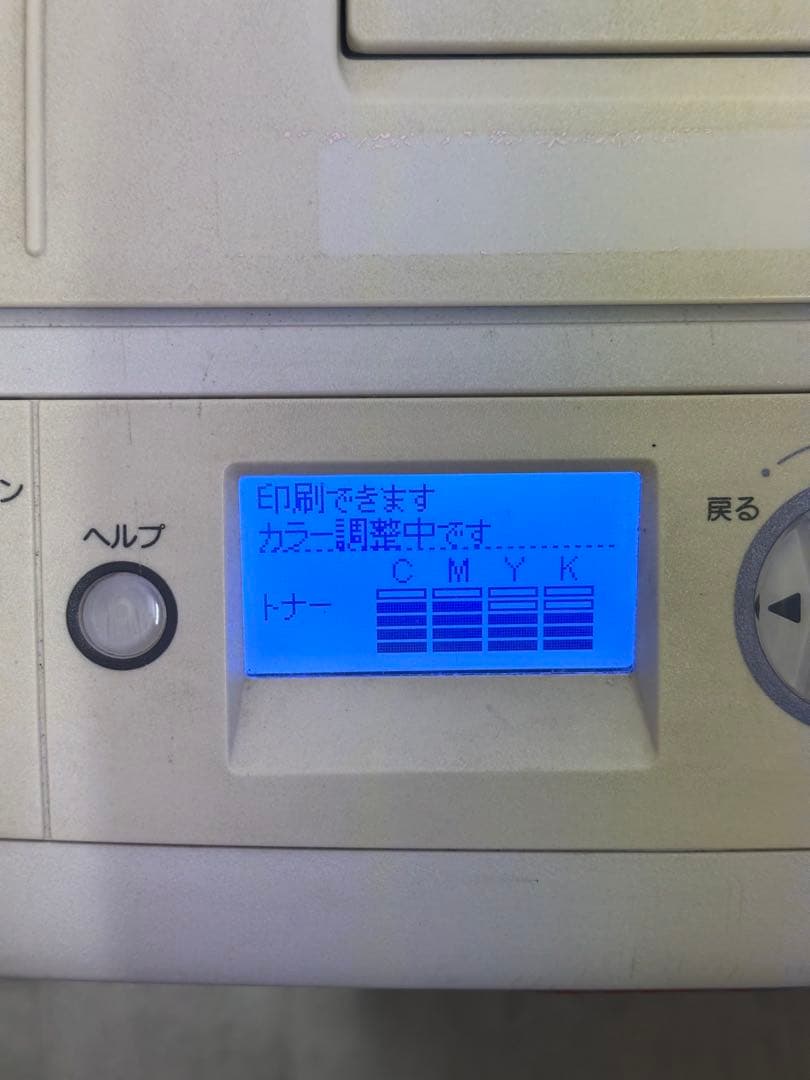 印刷できます
カラー調整中です
C M Y K
トナー
ヘルプ
戻る
ン